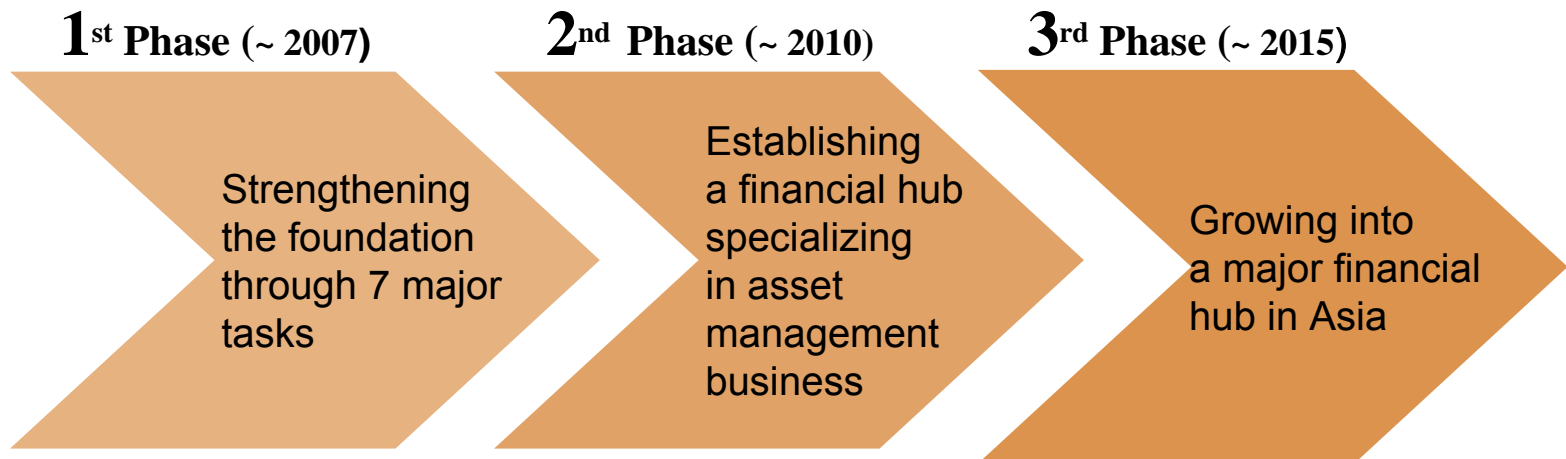 1st Phase (~ 2007)
Strengthening
the foundation
through 7 major
tasks
2nd Phase (~ 2010)
Establishing
a financial hub
specializing
in asset
management
business
3rd Phase (~ 2015)
Growing into
a major financial
hub in Asia